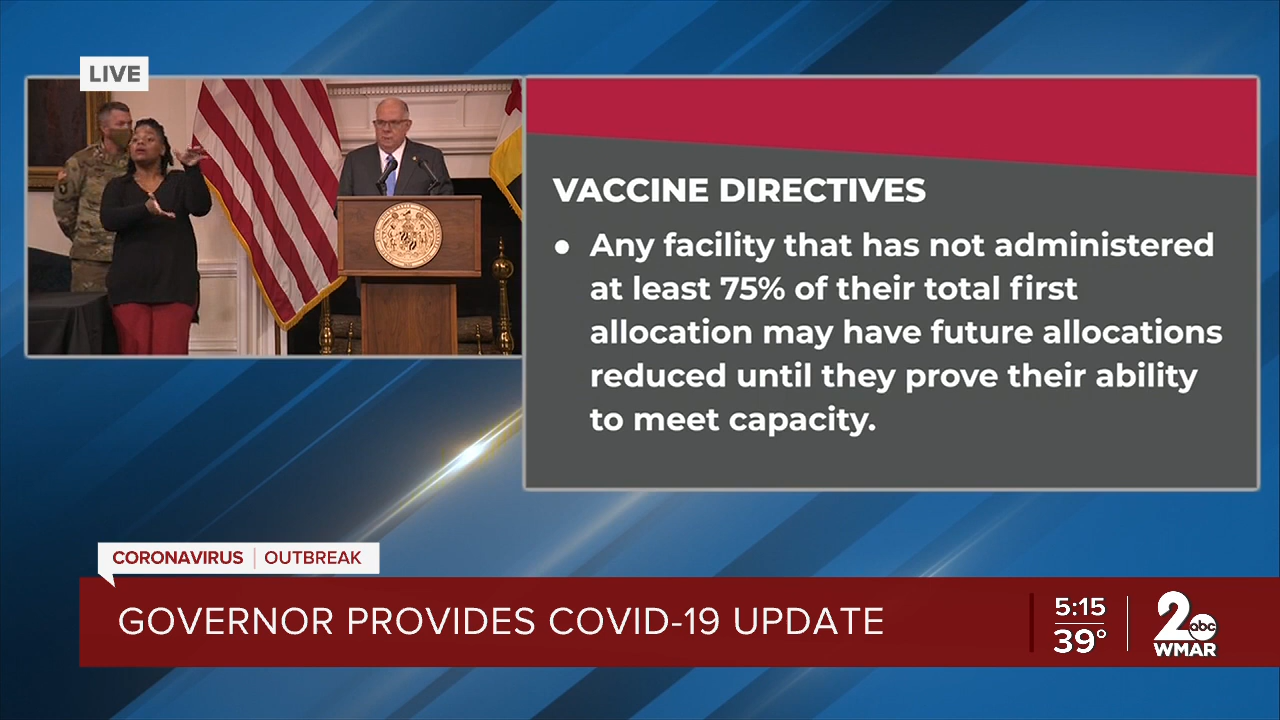 LIVE
VACCINE DIRECTIVES
● Any facility that has not administered
at least 75% of their total first
allocation may have future allocations
reduced until they prove their ability
to meet capacity.
CORONAVIRUS | OUTBREAK
GOVERNOR PROVIDES COVID-19 UPDATE
5:15
39°
2 abc
WMAR